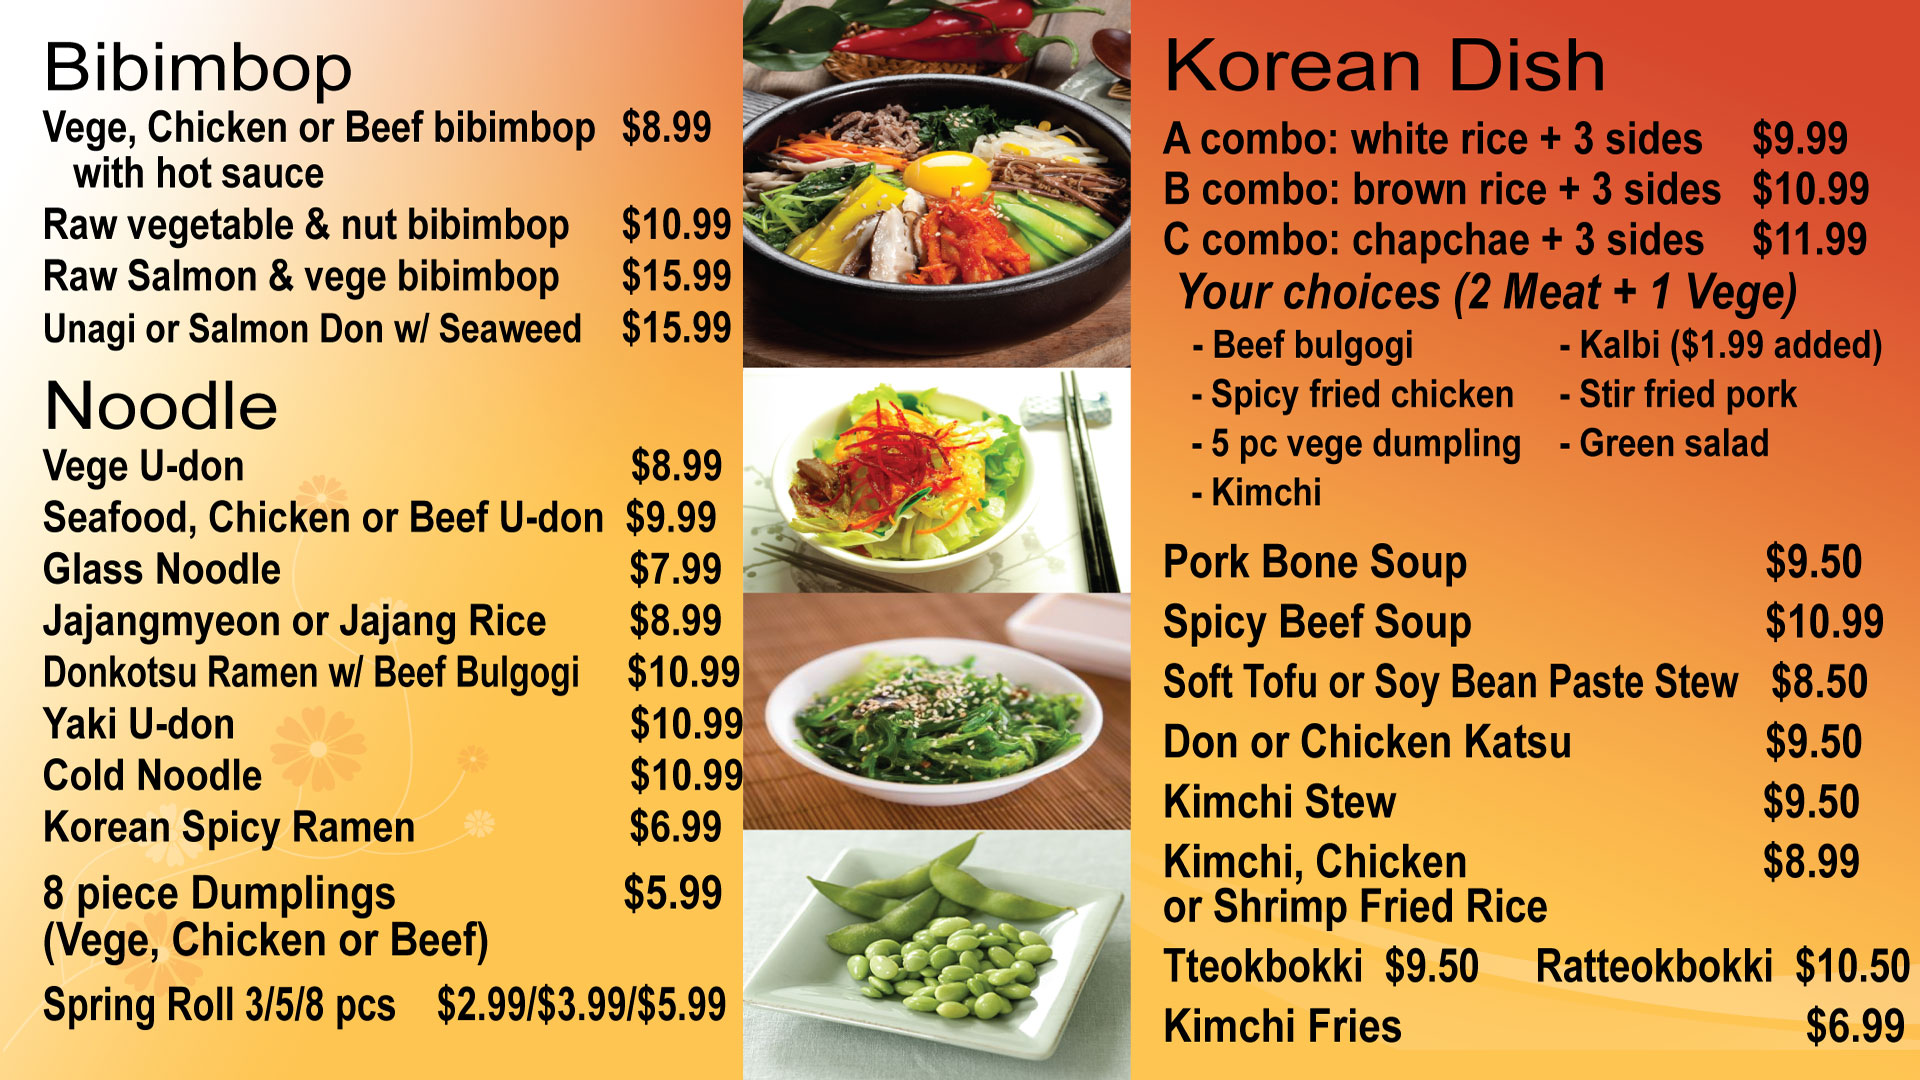 Bibimbop
Vege, Chicken or Beef bibimbop $8.99
with hot sauce
Raw vegetable & nut bibimbop $10.99
Raw Salmon & vege bibimbop $15.99
Unagi or Salmon Don w/ Seaweed $15.99
Noodle
Vege U-don $8.99
Seafood, Chicken or Beef U-don $9.99
Glass Noodle $7.99
Jajangmyeon or Jajang Rice $8.99
Donkotsu Ramen w/ Beef Bulgogi $10.99
Yaki U-don $10.99
Cold Noodle $10.99
Korean Spicy Ramen $6.99
8 piece Dumplings $5.99
(Vege, Chicken or Beef)
Spring Roll 3/5/8 pcs $2.99/$3.99/$5.99
Korean Dish
A combo: white rice + 3 sides $9.99
B combo: brown rice + 3 sides $10.99
C combo: chapchae + 3 sides $11.99
Your choices (2 Meat + 1 Vege)
- Beef bulgogi - Kalbi ($1.99 added)
- Spicy fried chicken - Stir fried pork
- 5 pc vege dumpling - Green salad
- Kimchi
Pork Bone Soup $9.50
Spicy Beef Soup $10.99
Soft Tofu or Soy Bean Paste Stew $8.50
Don or Chicken Katsu $9.50
Kimchi Stew $9.50
Kimchi, Chicken $8.99
or Shrimp Fried Rice
Tteokbokki $9.50 Ratteokbokki $10.50
Kimchi Fries $6.99